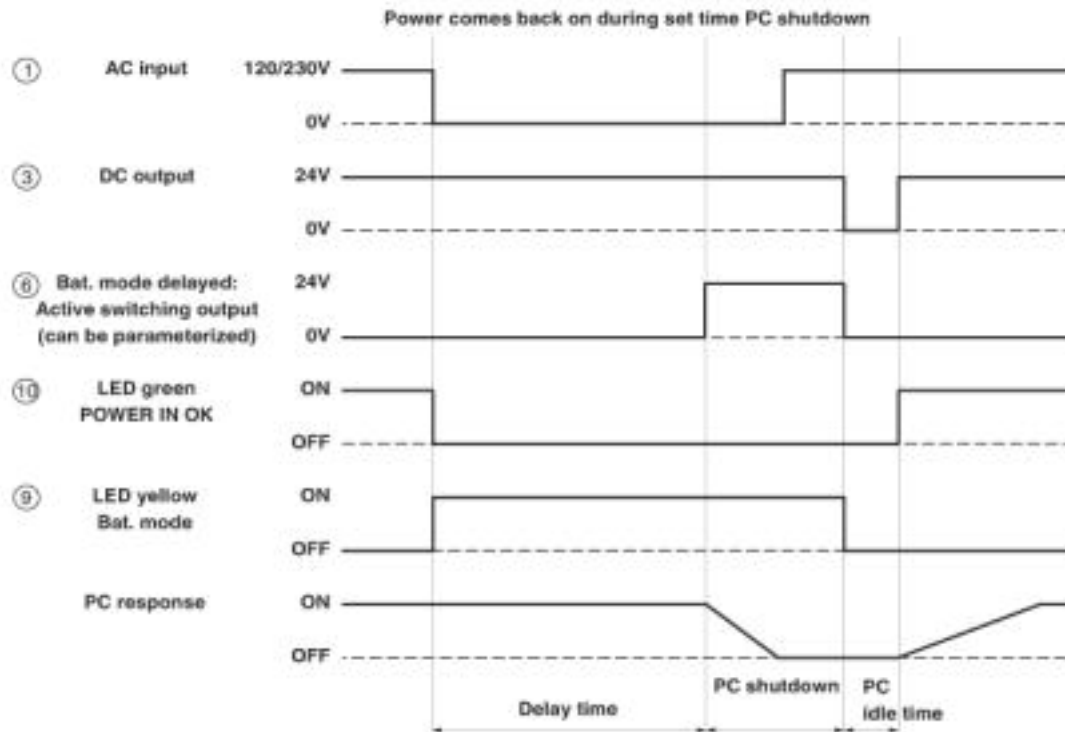 Power comes back on during set time PC shutdown
① AC input 120/230V
0V
③ DC output 24V
0V
⑥ Bat. mode delayed: 24V
Active switching output
(can be parameterized) 0V
⑩ LED green ON
POWER IN OK
OFF
⑨ LED yellow ON
Bat. mode
OFF
PC response ON
OFF
PC shutdown PC
Delay time idle time